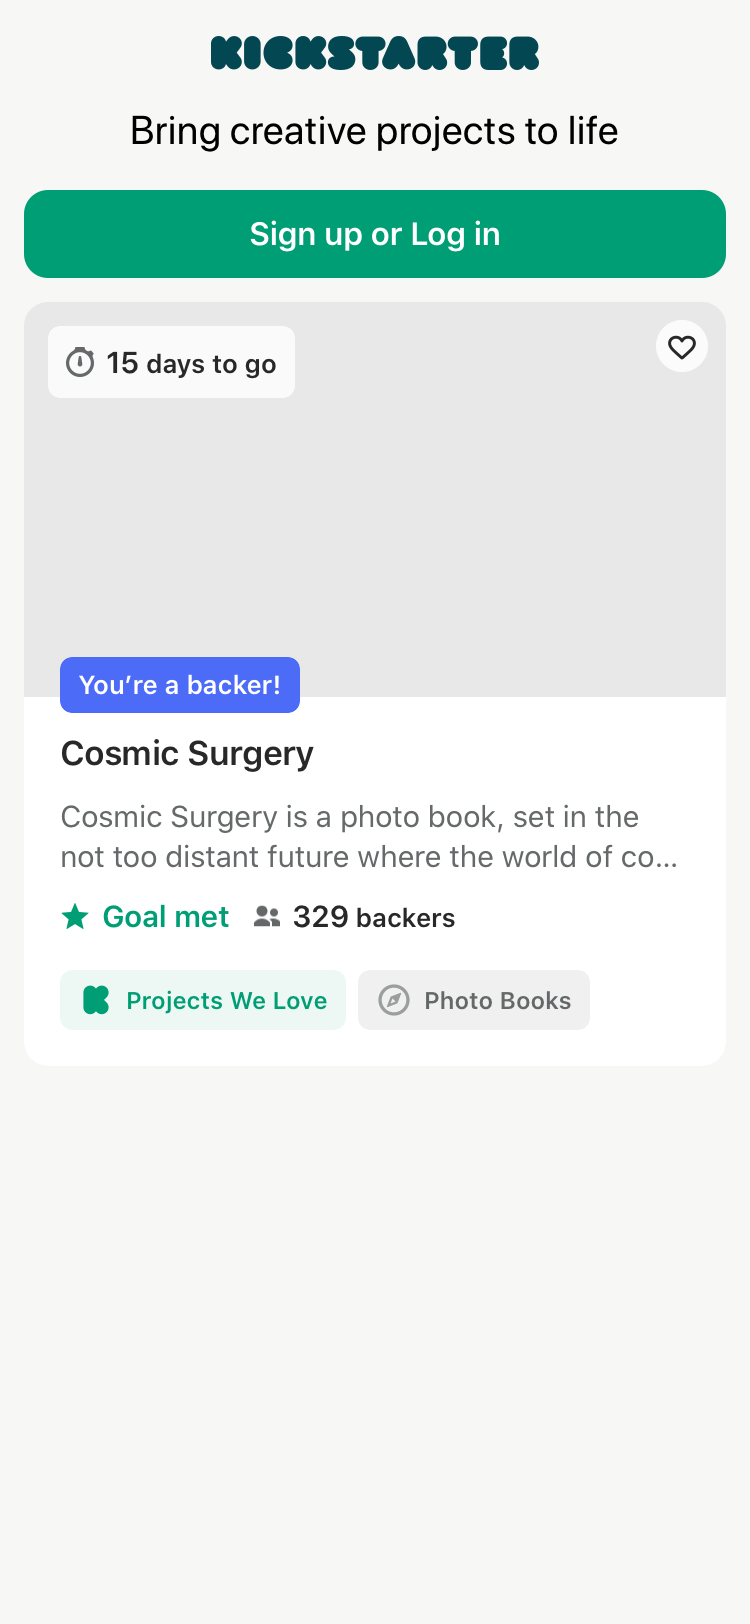 KICKSTARTER
Bring creative projects to life
Sign up or Log in
15 days to go
You’re a backer!
Cosmic Surgery
Cosmic Surgery is a photo book, set in the
not too distant future where the world of co...
Goal met 329 backers
Projects We Love Photo Books